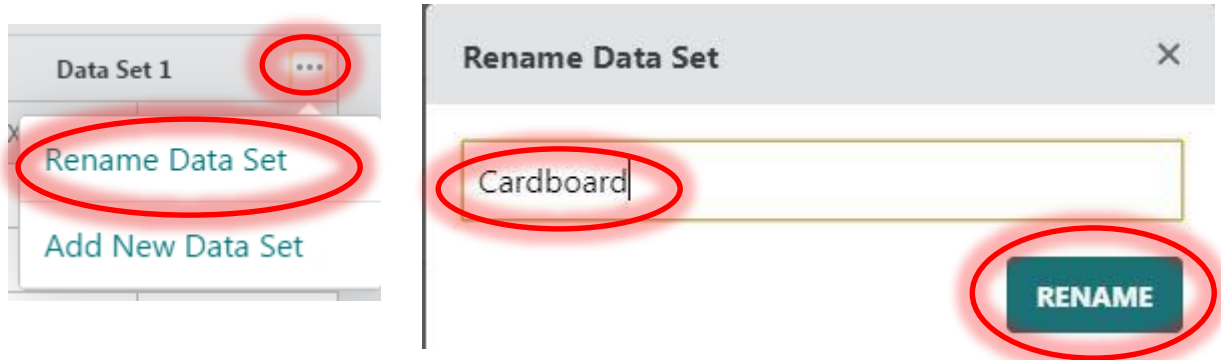 Data Set 1
...
x
Rename Data Set
Add New Data Set
Rename Data Set
×
Cardboard
RENAME